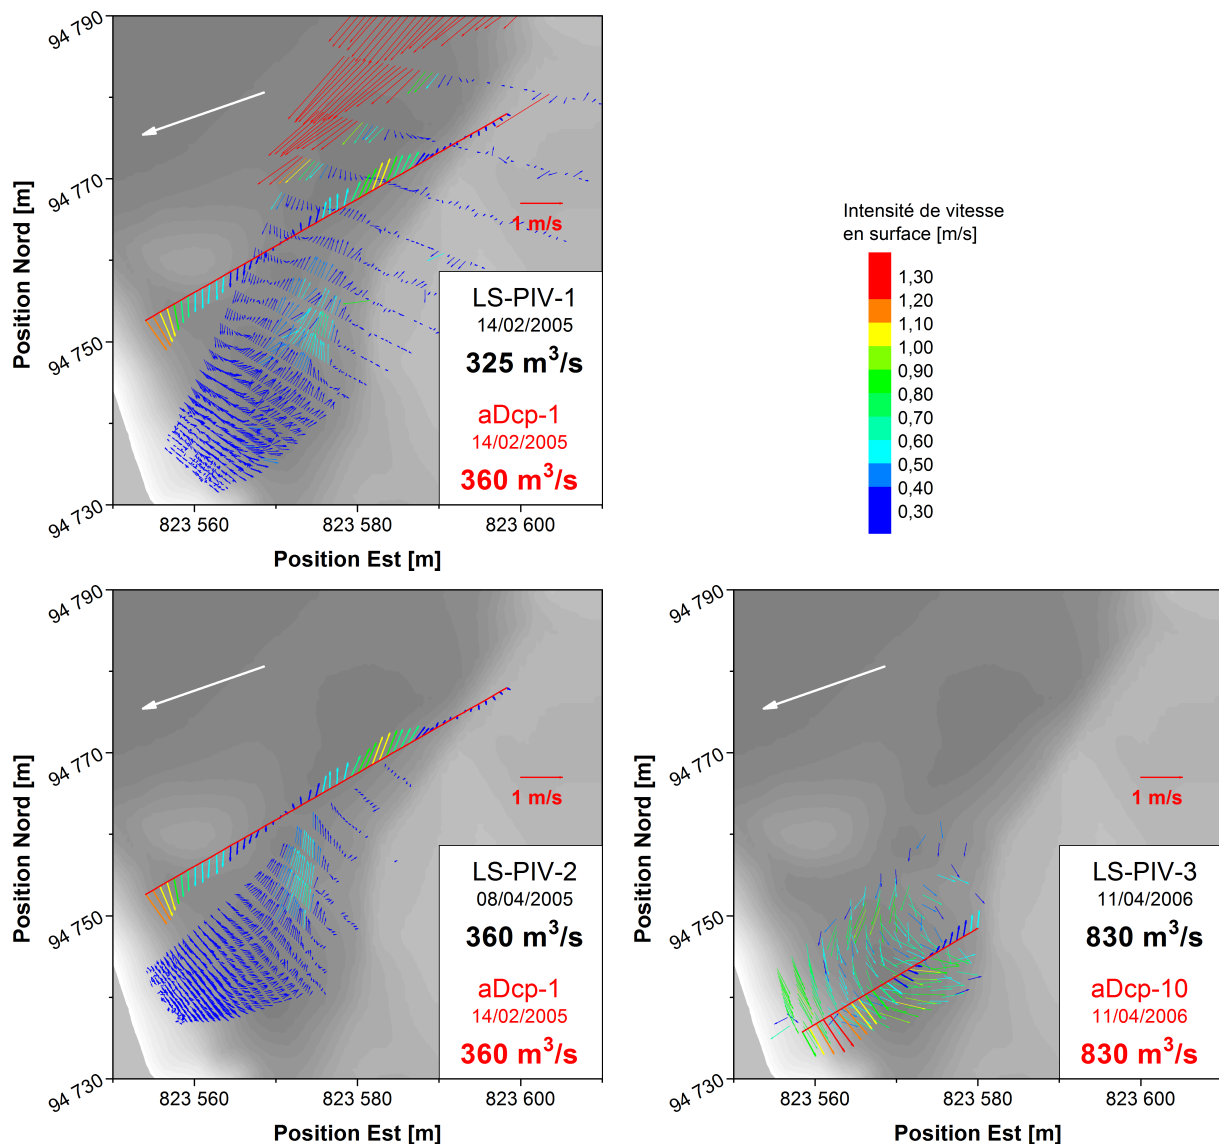 94 790
94 770
94 750
94 730
Position Nord [m]
823 560
823 580
823 600
Position Est [m]
1 m/s
LS-PIV-1
14/02/2005
325 m³/s
aDcp-1
14/02/2005
360 m³/s
Intensité de vitesse
en surface [m/s]
1,30
1,20
1,10
1,00
0,90
0,80
0,70
0,60
0,50
0,40
0,30
94 790
94 770
94 750
94 730
Position Nord [m]
823 560
823 580
823 600
Position Est [m]
1 m/s
LS-PIV-2
08/04/2005
360 m³/s
aDcp-1
14/02/2005
360 m³/s
94 790
94 770
94 750
94 730
Position Nord [m]
823 560
823 580
823 600
Position Est [m]
1 m/s
LS-PIV-3
11/04/2006
830 m³/s
aDcp-10
11/04/2006
830 m³/s